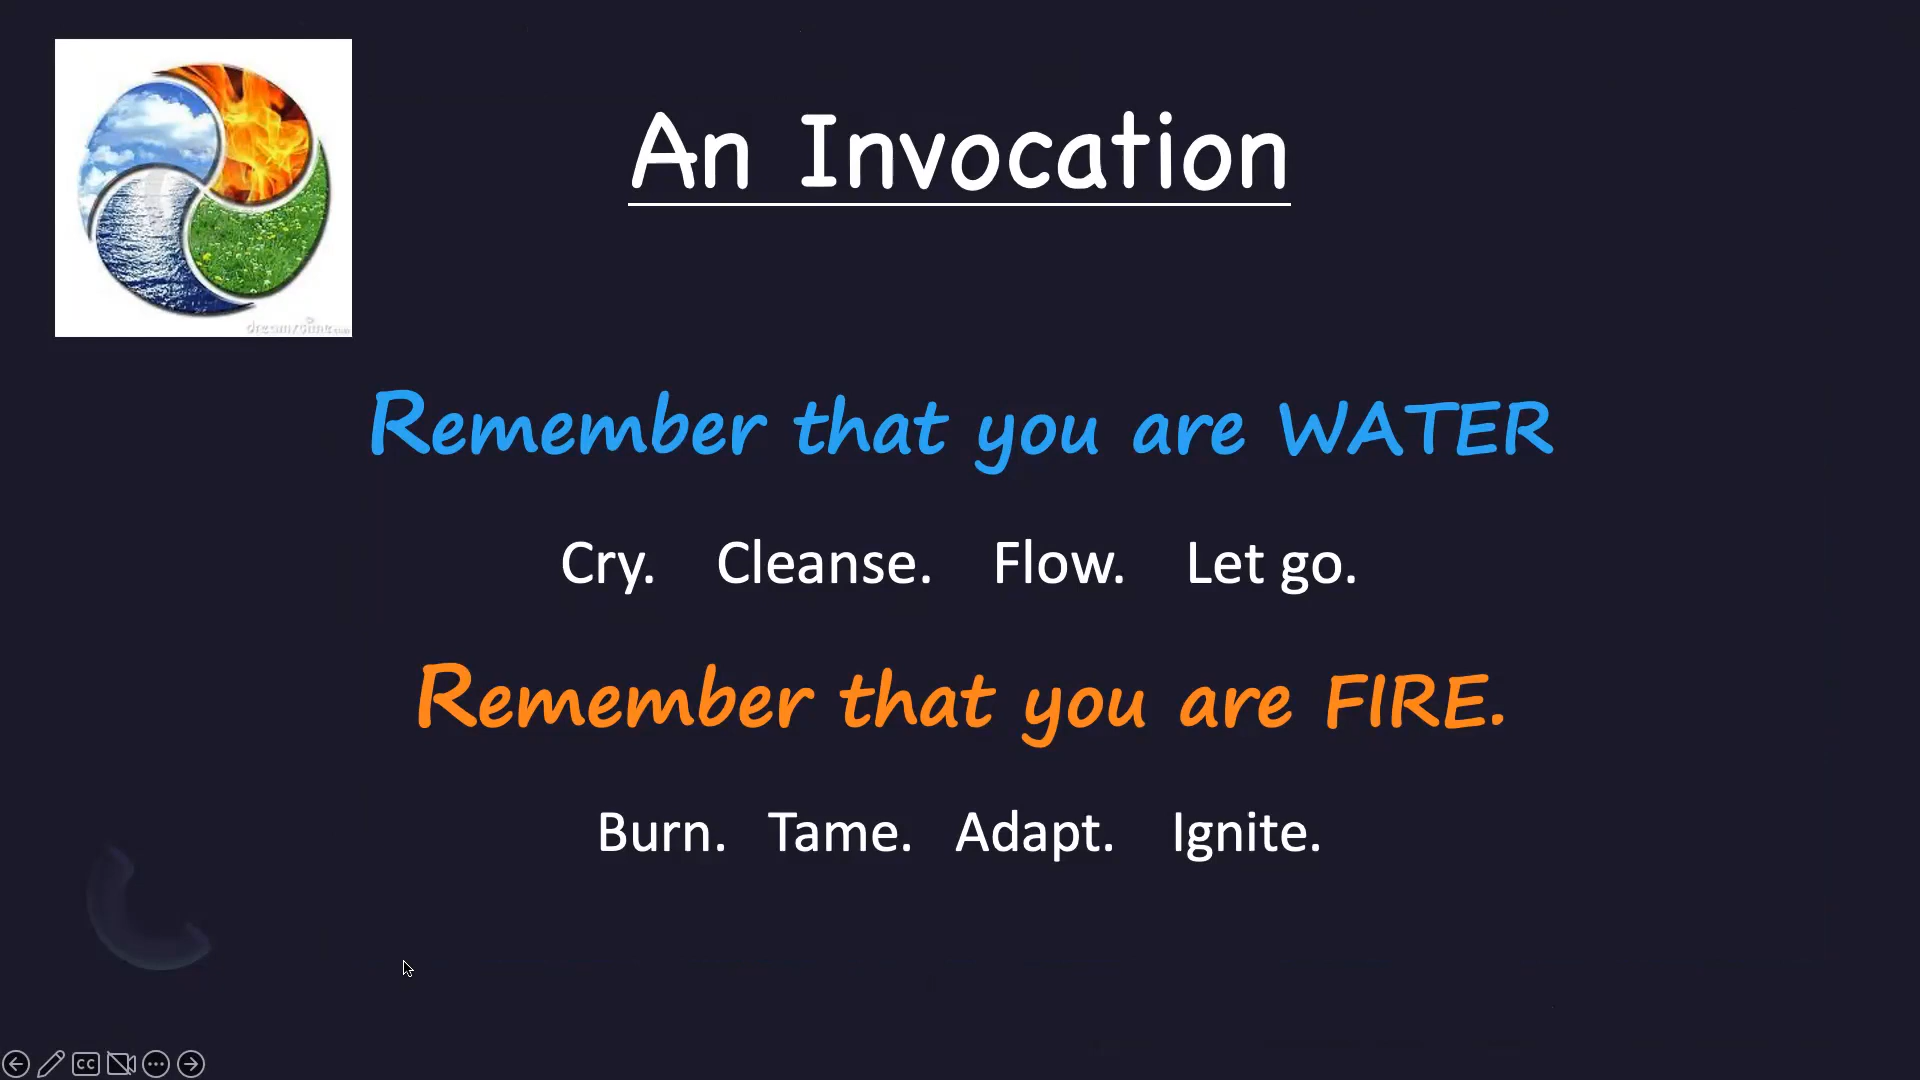 An Invocation
Remember that you are WATER
Cry. Cleanse. Flow. Let go.
Remember that you are FIRE.
Burn. Tame. Adapt. Ignite.
CC